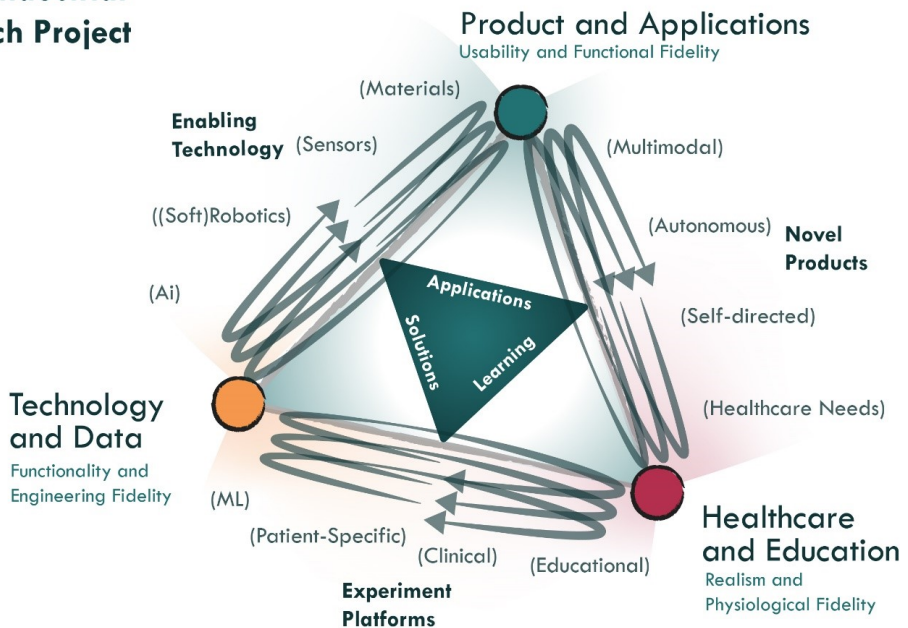 ch Project
Product and Applications
Usability and Functional Fidelity
(Materials)
Enabling
Technology
(Sensors)
(Multimodal)
((Soft)Robotics)
(Autonomous)
Novel
Products
(Ai)
Applications
Solutions
Learning
(Self-directed)
Technology
and Data
Functionality and
Engineering Fidelity
(Healthcare Needs)
(ML)
(Patient-Specific)
(Clinical)
(Educational)
Healthcare
and Education
Realism and
Physiological Fidelity
Experiment
Platforms